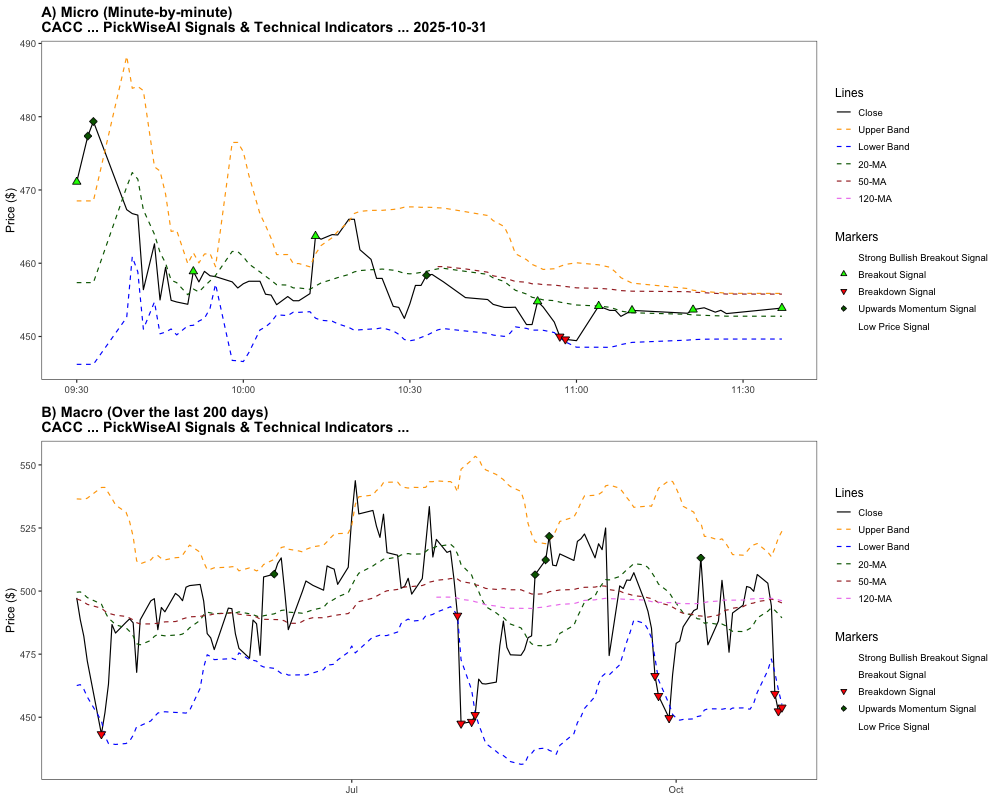 A) Micro (Minute-by-minute)
CACC ... PickWiseAI Signals & Technical Indicators ... 2025-10-31
490
480
470
460
450
Price ($)
09:30
10:00
10:30
11:00
11:30
Lines
Close
Upper Band
Lower Band
20-MA
50-MA
120-MA
Markers
Strong Bullish Breakout Signal
Breakout Signal
Breakdown Signal
Upwards Momentum Signal
Low Price Signal
B) Macro (Over the last 200 days)
CACC ... PickWiseAI Signals & Technical Indicators ...
550
525
500
475
450
Price ($)
Jul
Oct
Lines
Close
Upper Band
Lower Band
20-MA
50-MA
120-MA
Markers
Strong Bullish Breakout Signal
Breakout Signal
Breakdown Signal
Upwards Momentum Signal
Low Price Signal